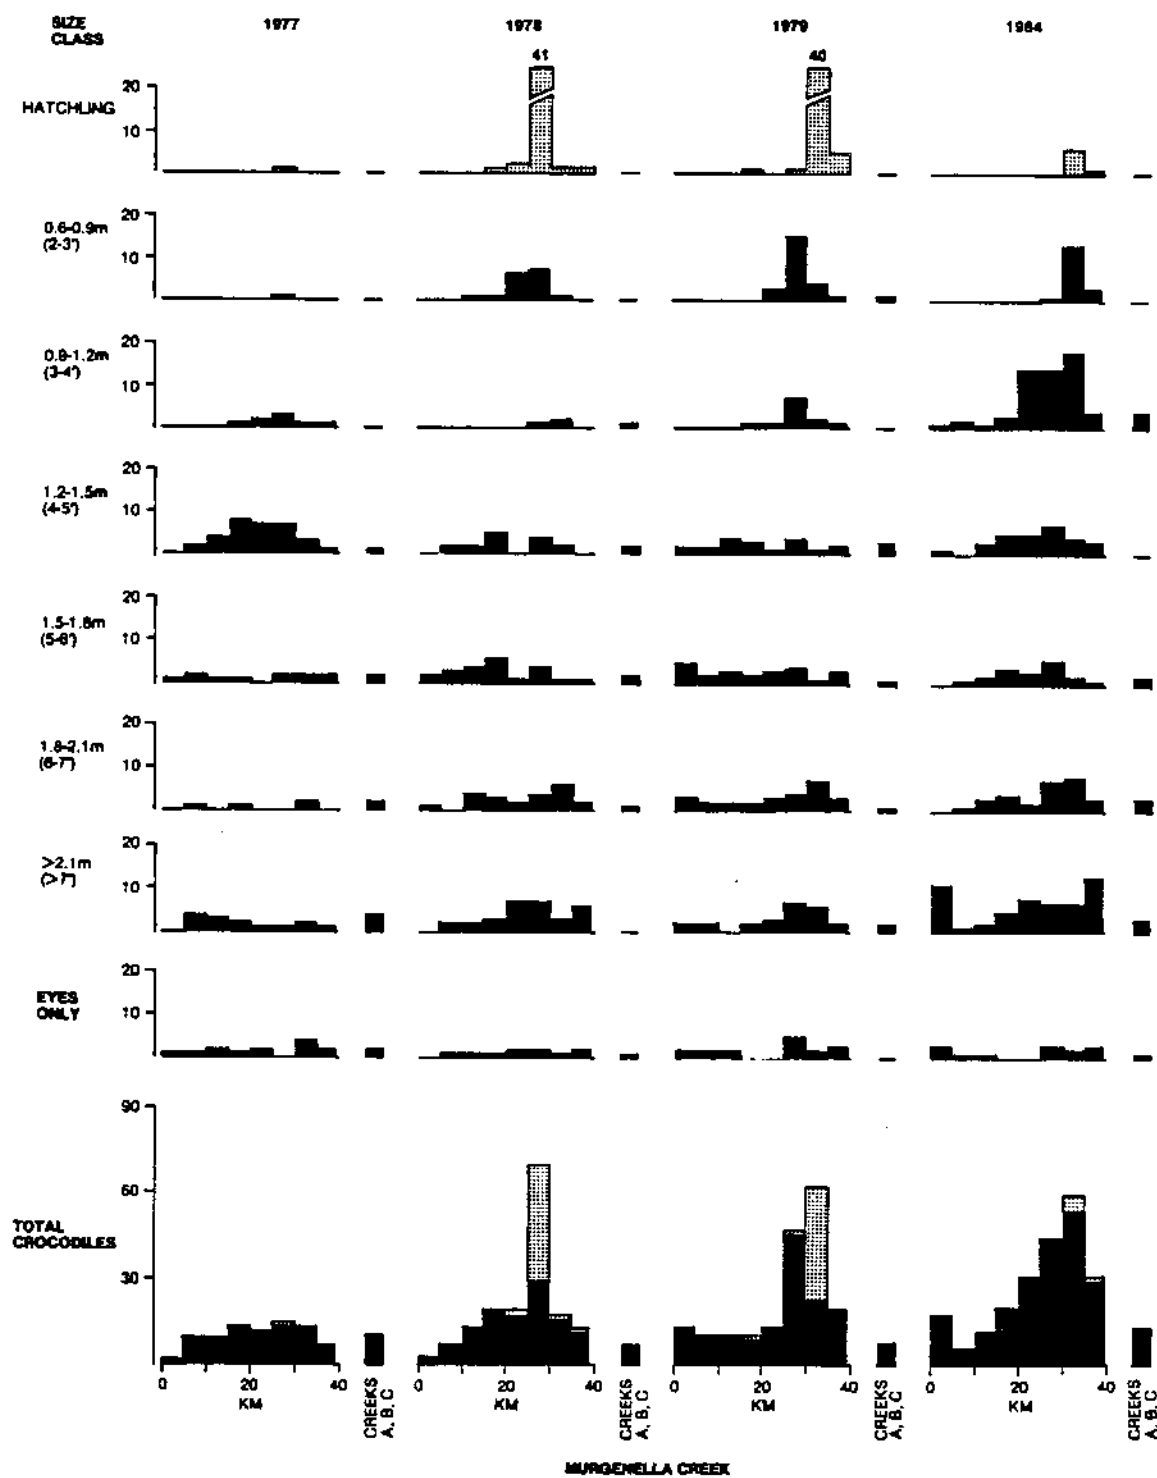 SIZE
CLASS
1977
1978
1979
1984
41
40
HATCHLING
20
10
0.6-0.9m
(2-3')
20
10
0.9-1.2m
(3-4')
20
10
1.2-1.5m
(4-5')
20
10
1.5-1.8m
(5-6')
20
10
1.8-2.1m
(6-7')
20
10
>2.1m
(>7')
20
10
EYES
ONLY
20
10
TOTAL
CROCODILES
90
60
30
0 20 40
KM
CREEKS
A, B, C
0 20 40
KM
CREEKS
A, B, C
0 20 40
KM
CREEKS
A, B, C
0 20 40
KM
CREEKS
A, B, C
MURGENELLA CREEK